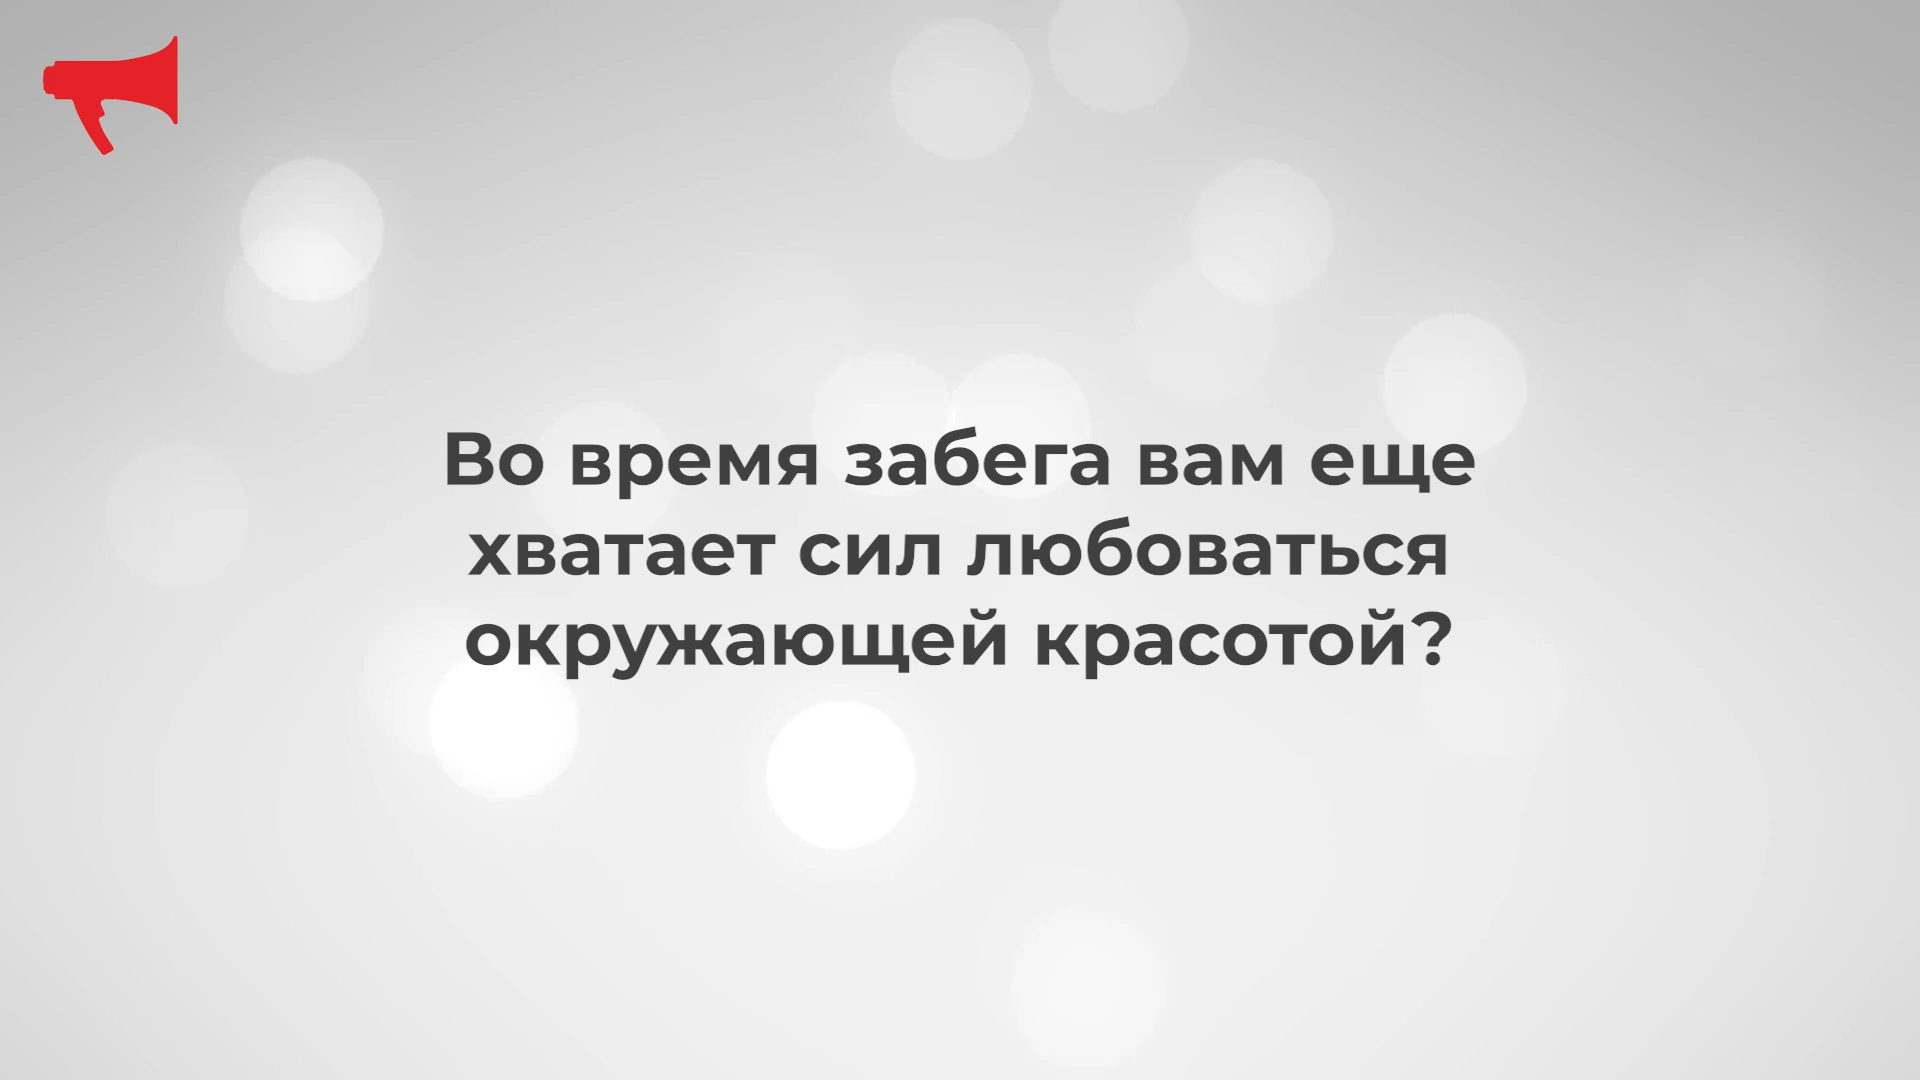 Во время забега вам еще
хватает сил любоваться
окружающей красотой?